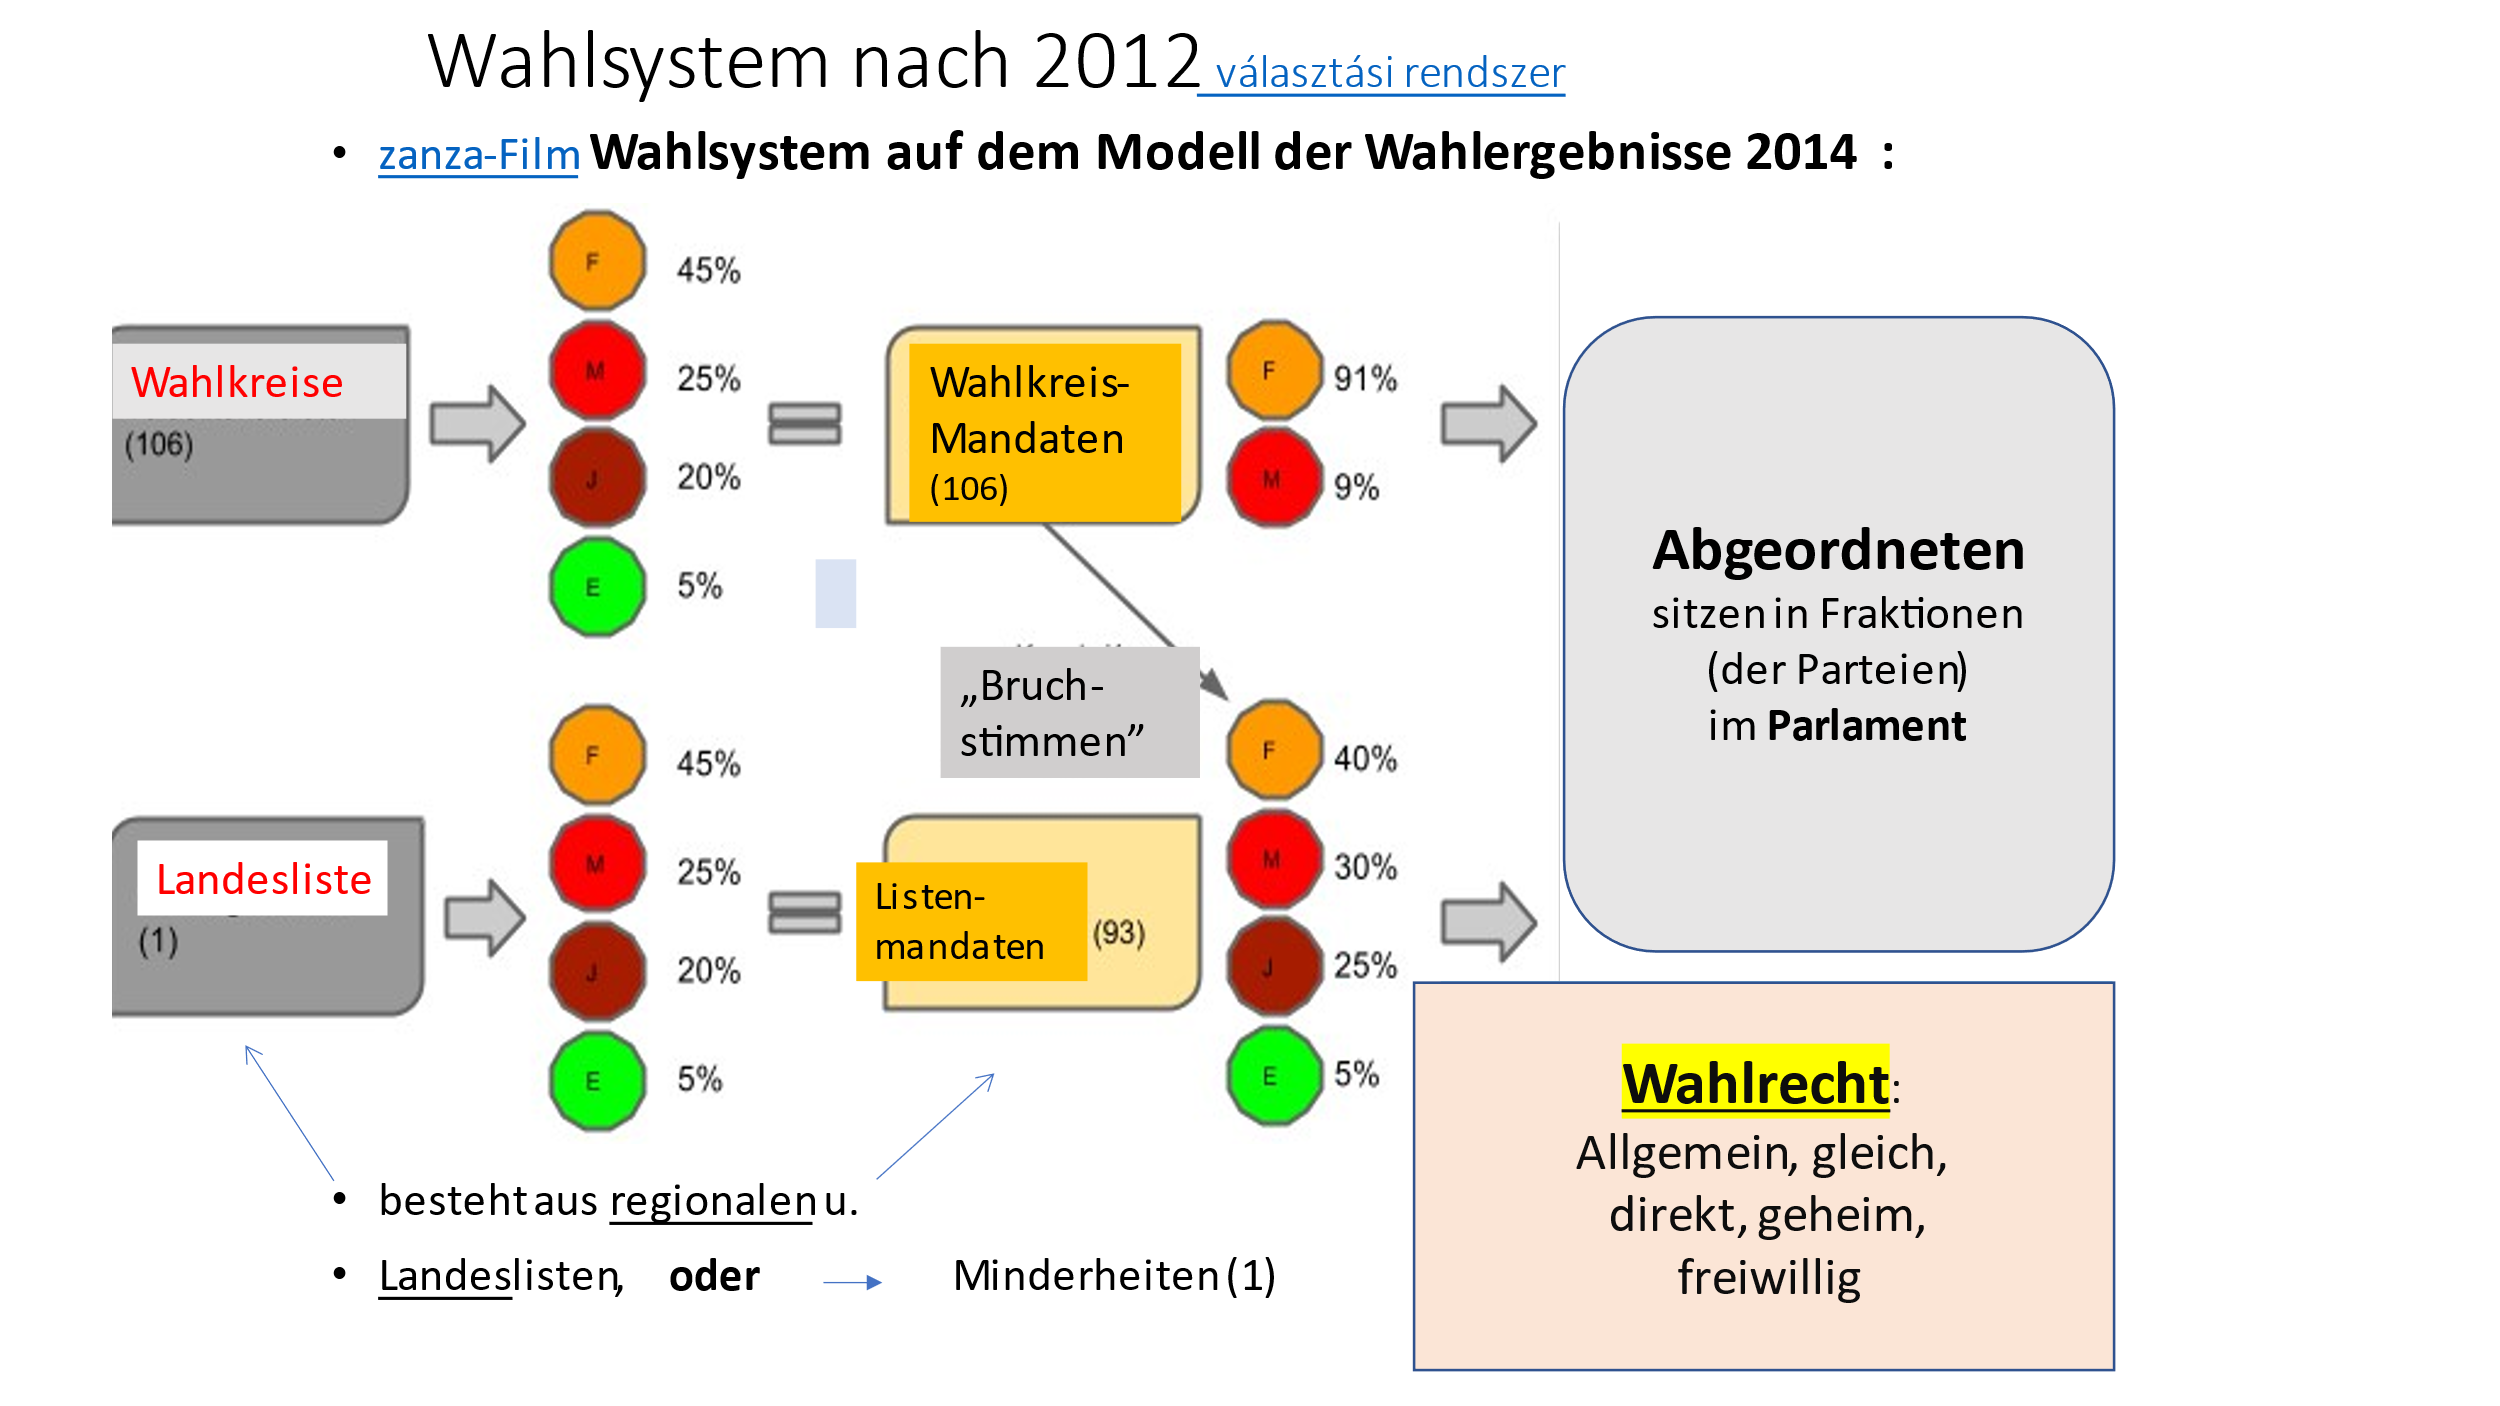 Wahlsystem nach 2012 választási rendszer
• zanza-Film Wahlsystem auf dem Modell der Wahlergebnisse 2014 :
Wahlkreise
(106)
F 45%
M 25%
J 20%
E 5%
Wahlkreis-
Mandaten
(106)
F 91%
M 9%
„Bruch-
stimmen”
Landesliste
(1)
F 45%
M 25%
J 20%
E 5%
Listen-
mandaten (93)
F 40%
M 30%
J 25%
E 5%
Abgeordneten
sitzen in Fraktionen
(der Parteien)
im Parlament
• besteht aus regionalen u.
• Landeslisten, oder Minderheiten (1)
Wahlrecht:
Allgemein, gleich,
direkt, geheim,
freiwillig